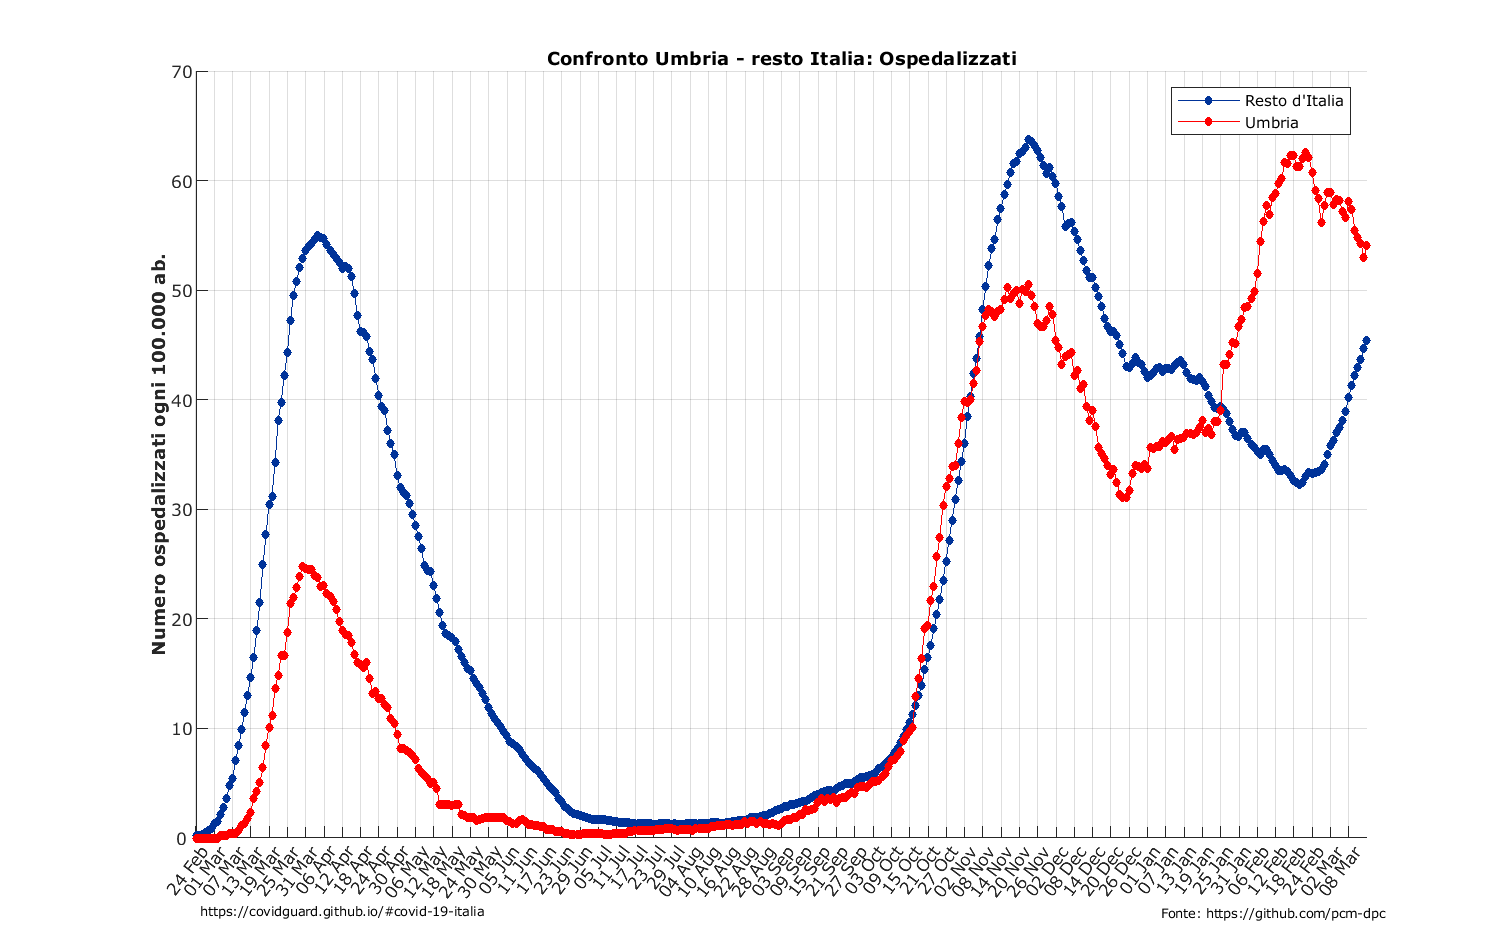 Confronto Umbria - resto Italia: Ospedalizzati
Numero ospedalizzati ogni 100.000 ab.
70
60
50
40
30
20
10
0
Resto d'Italia
Umbria
24 Feb
01 Mar
07 Mar
13 Mar
19 Mar
25 Mar
31 Mar
06 Apr
12 Apr
18 Apr
24 Apr
30 Apr
06 May
12 May
18 May
24 May
30 May
05 Jun
11 Jun
17 Jun
23 Jun
29 Jun
05 Jul
11 Jul
17 Jul
23 Jul
29 Jul
04 Aug
10 Aug
16 Aug
22 Aug
28 Aug
03 Sep
09 Sep
15 Sep
21 Sep
27 Sep
03 Oct
09 Oct
15 Oct
21 Oct
27 Oct
02 Nov
08 Nov
14 Nov
20 Nov
26 Nov
02 Dec
08 Dec
14 Dec
20 Dec
26 Dec
01 Jan
07 Jan
13 Jan
19 Jan
25 Jan
31 Jan
06 Feb
12 Feb
18 Feb
24 Feb
02 Mar
08 Mar
https://covidguard.github.io/#covid-19-italia
Fonte: https://github.com/pcm-dpc